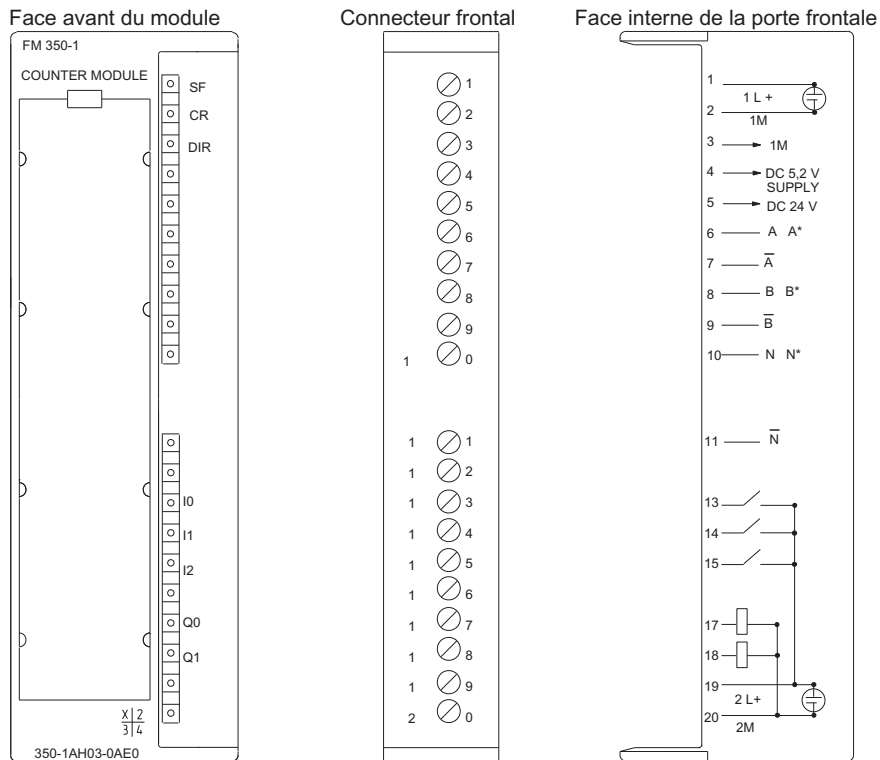 Face avant du module
FM 350-1
COUNTER MODULE
SF
CR
DIR
I0
I1
I2
Q0
Q1
X 2
3 4
350-1AH03-0AE0
Connecteur frontal
1
2
3
4
5
6
7
8
9
1 0
1 1
1 2
1 3
1 4
1 5
1 6
1 7
1 8
1 9
2 0
Face interne de la porte frontale
1
1 L +
2
1M
3 1M
4 DC 5,2 V
SUPPLY
5 DC 24 V
6 A A*
7 A̅
8 B B*
9 B̅
10 N N*
11 N̅
13
14
15
17
18
19
2 L+
20
2M